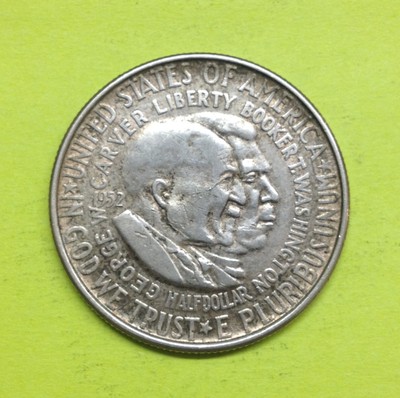 UNITED STATES OF AMERICA
IN GOD WE TRUST ★ E PLURIBUS UNUM
GEORGE W. CARVER LIBERTY BOOKER T. WASHINGTON
1952
HALF DOLLAR